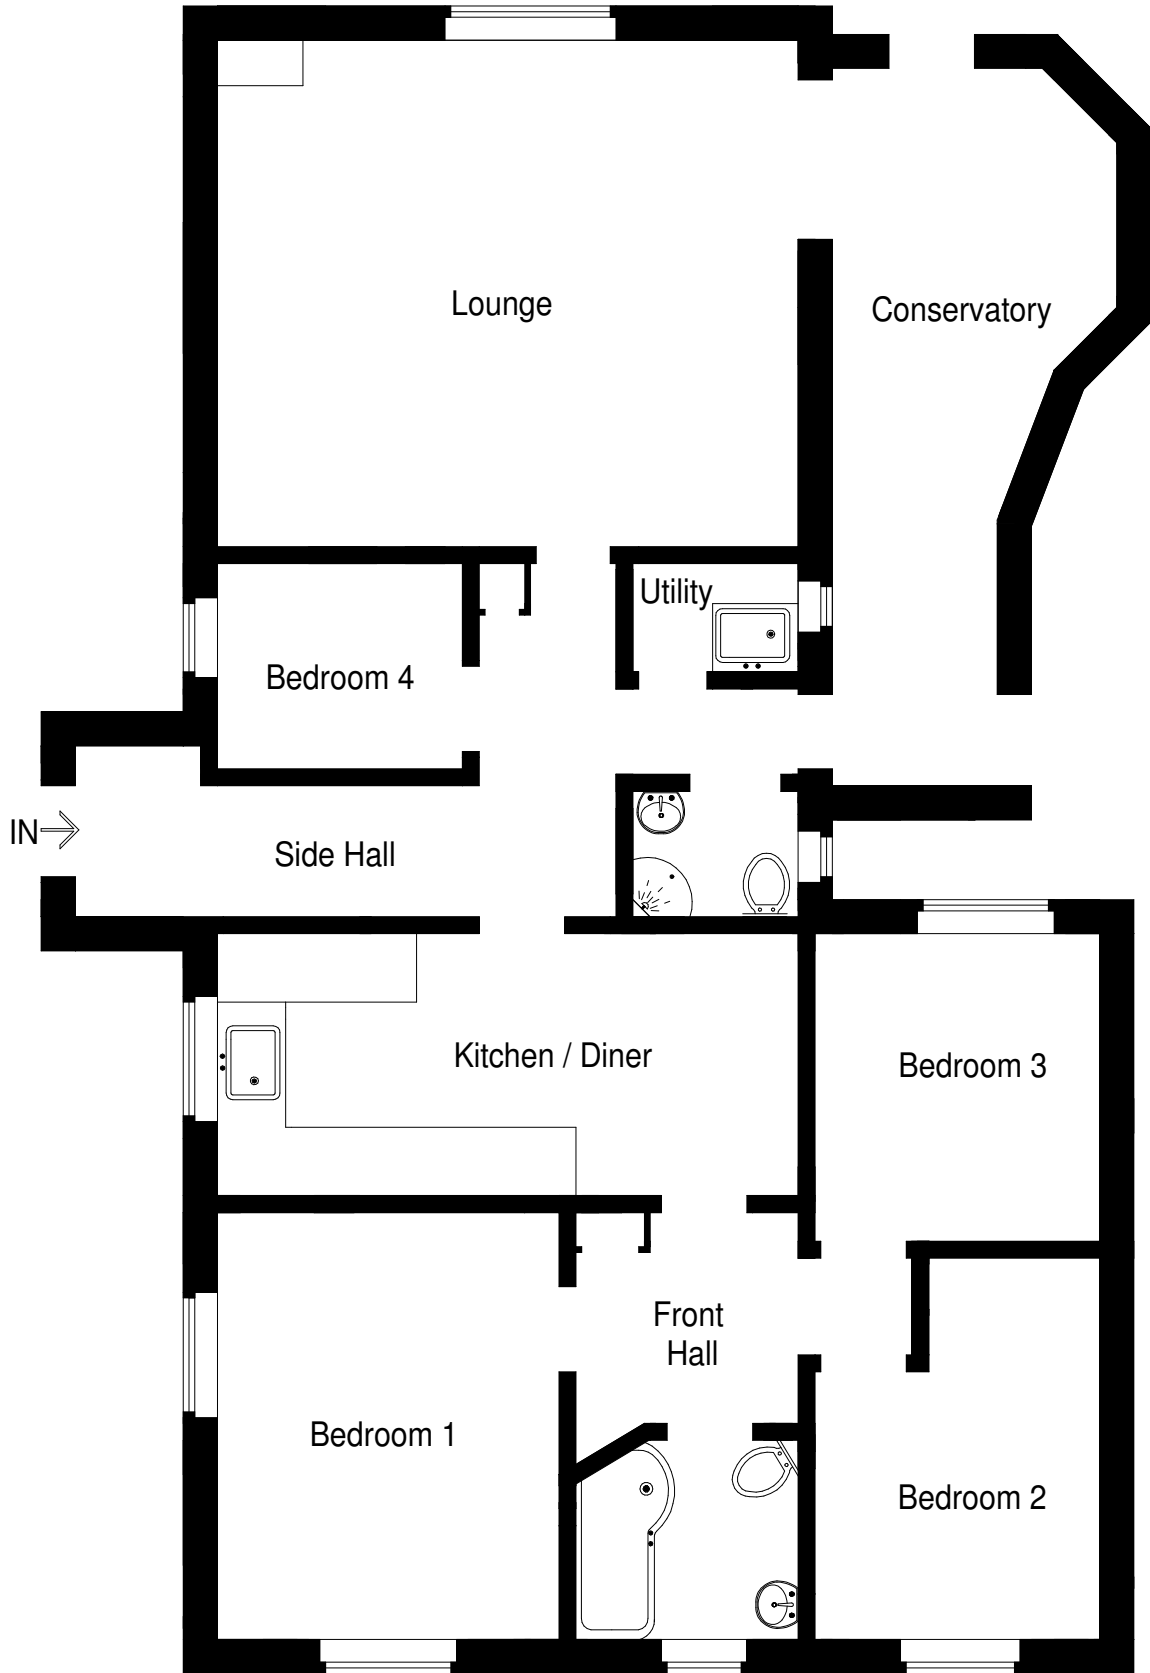 Lounge
Conservatory
Utility
Bedroom 4
IN
Side Hall
Kitchen / Diner
Bedroom 3
Front
Hall
Bedroom 1
Bedroom 2